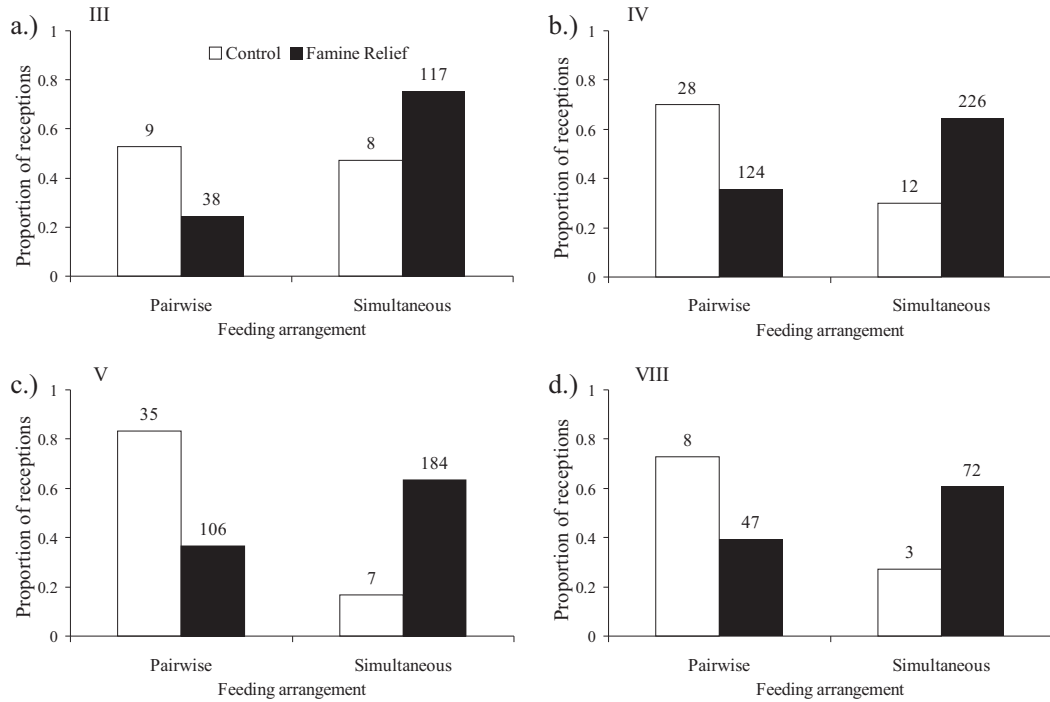 a.)
III
Control
Famine Relief
Proportion of receptions
1
0.8
0.6
0.4
0.2
0
9
38
8
117
Pairwise
Simultaneous
Feeding arrangement
b.)
IV
Proportion of receptions
1
0.8
0.6
0.4
0.2
0
28
124
12
226
Pairwise
Simultaneous
Feeding arrangement
c.)
V
Proportion of receptions
1
0.8
0.6
0.4
0.2
0
35
106
7
184
Pairwise
Simultaneous
Feeding arrangement
d.)
VIII
Proportion of receptions
1
0.8
0.6
0.4
0.2
0
8
47
3
72
Pairwise
Simultaneous
Feeding arrangement